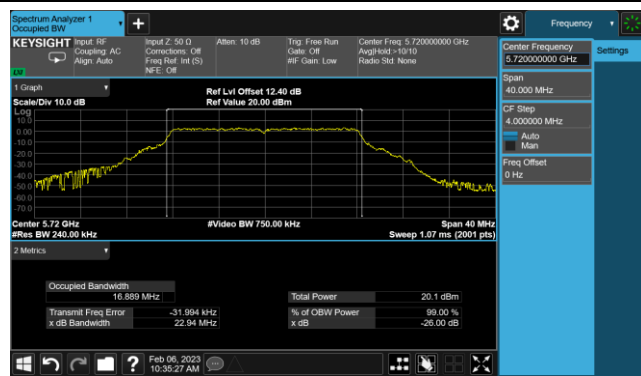 Spectrum Analyzer 1
Occupied BW
Frequency
KEYSIGHT
Input: RF
Coupling: AC
Align: Auto
Input Z: 50 Ω
Corrections: Off
Freq Ref: Int (S)
NFE: Off
Atten: 10 dB
Trig: Free Run
Gate: Off
#IF Gain: Low
Center Freq: 5.720000000 GHz
Avg|Hold:>10/10
Radio Std: None
Center Frequency
5.720000000 GHz
Settings
Span
40.000 MHz
CF Step
4.000000 MHz
Auto
Man
Freq Offset
0 Hz
1 Graph
Scale/Div 10.0 dB
Ref Lvl Offset 12.40 dB
Ref Value 20.00 dBm
Log
10.0
0.00
-10.0
-20.0
-30.0
-40.0
-50.0
-60.0
-70.0
Center 5.72 GHz
#Res BW 240.00 kHz
#Video BW 750.00 kHz
Span 40 MHz
Sweep 1.07 ms (2001 pts)
2 Metrics
Occupied Bandwidth
16.889 MHz
Total Power 20.1 dBm
Transmit Freq Error -31.994 kHz
% of OBW Power 99.00 %
x dB Bandwidth 22.94 MHz
x dB -26.00 dB
?
Feb 06, 2023
10:35:27 AM